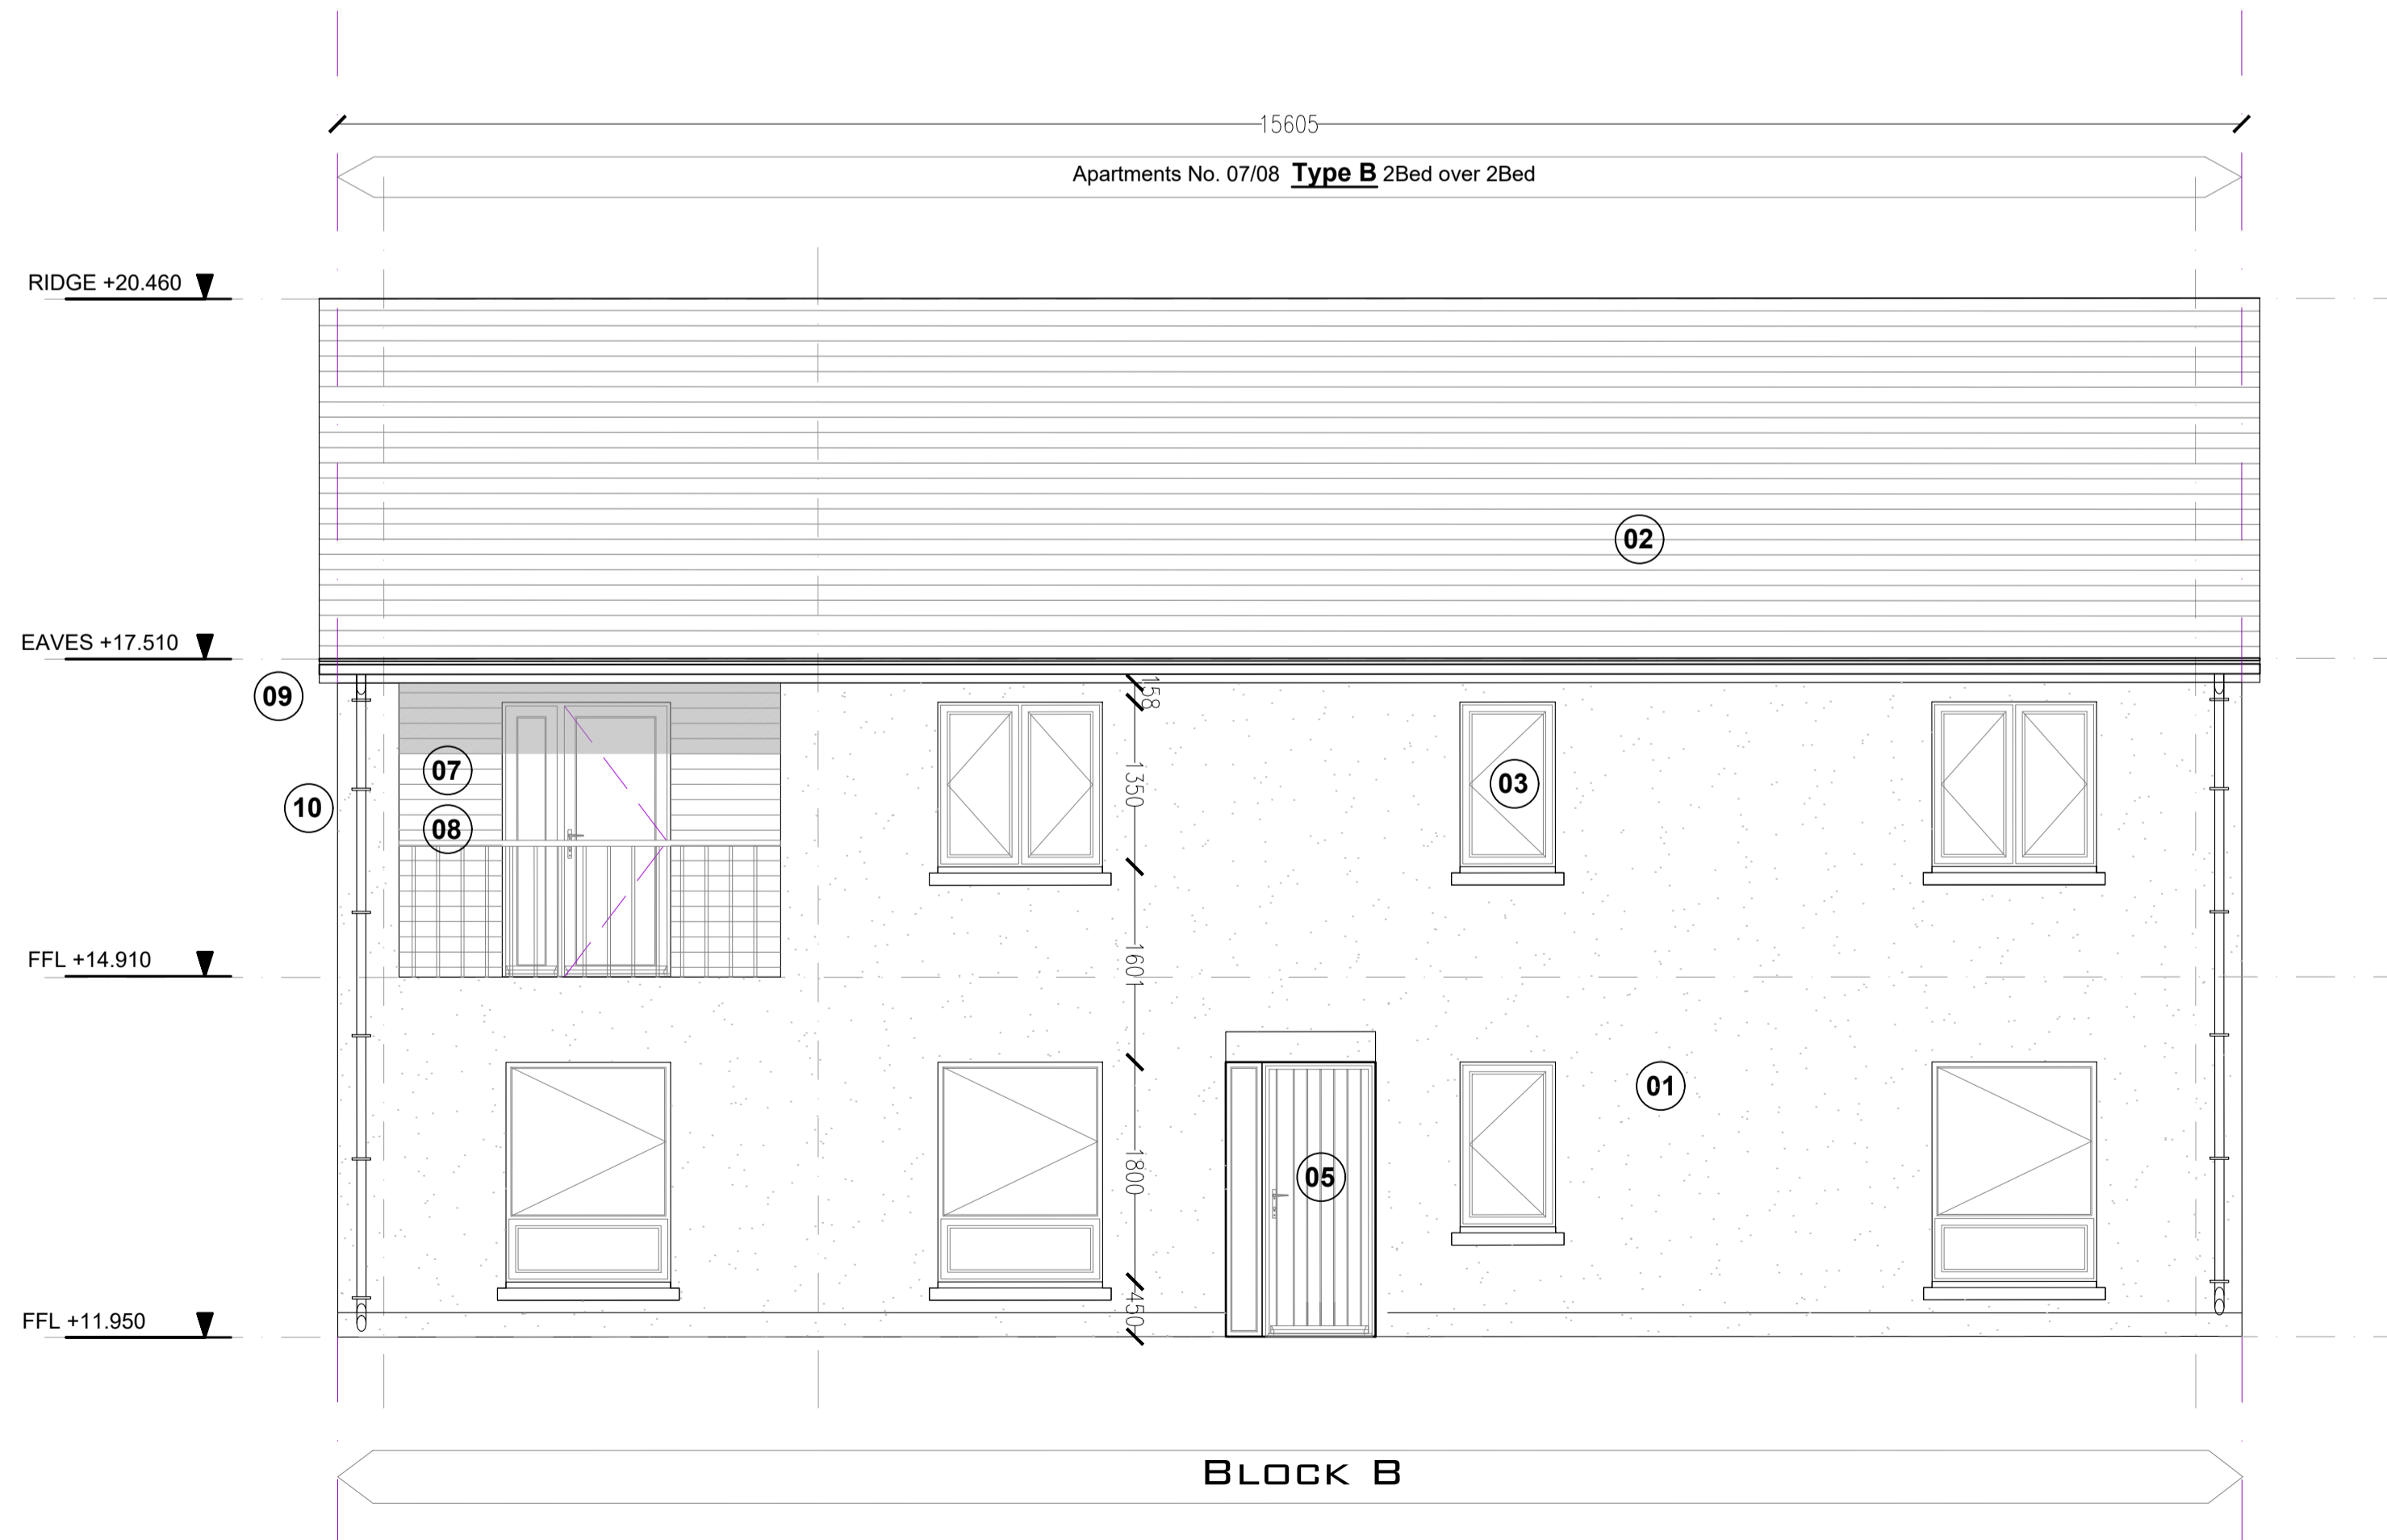 15605
Apartments No. 07/08 Type B 2Bed over 2Bed
RIDGE +20.460
02
EAVES +17.510
09
158
07
03
1350
10
08
1601
FFL +14.910
01
05
1800
450
FFL +11.950
BLOCK B